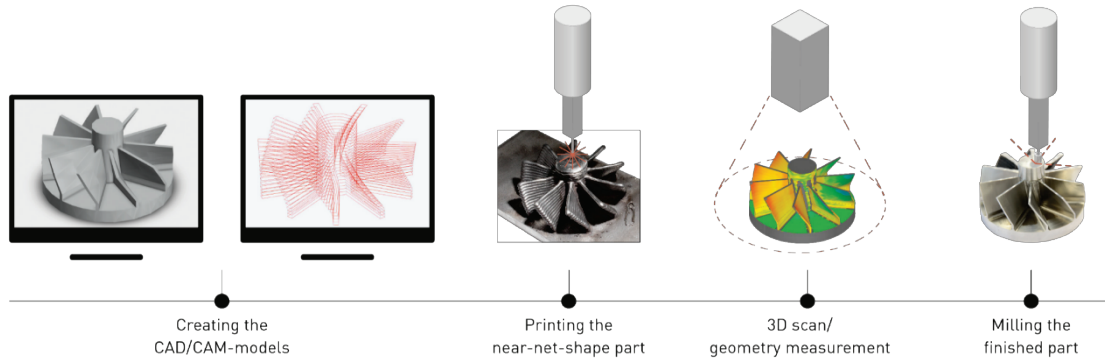 Creating the
CAD/CAM-models
Printing the
near-net-shape part
3D scan/
geometry measurement
Milling the
finished part